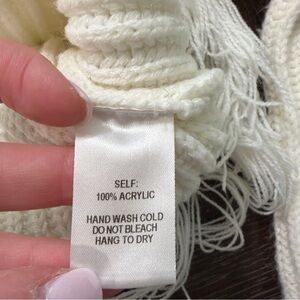 SELF:
100% ACRYLIC
HAND WASH COLD
DO NOT BLEACH
HANG TO DRY